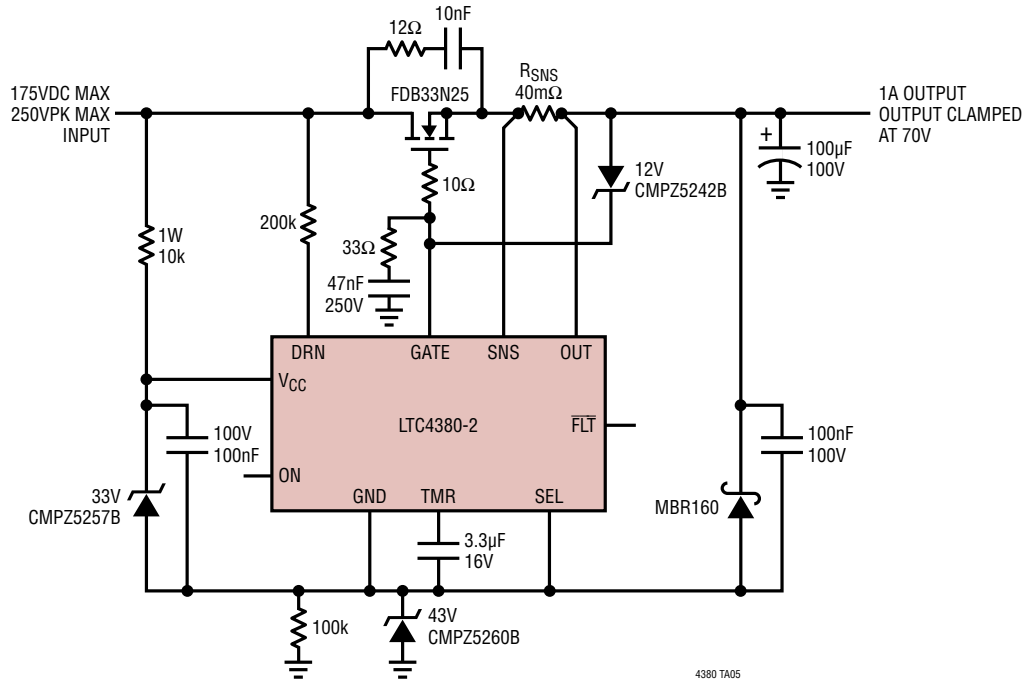 12Ω
10nF
175VDC MAX
250VPK MAX
INPUT
FDB33N25
RSNS
40mΩ
1A OUTPUT
OUTPUT CLAMPED
AT 70V
+
100µF
100V
12V
CMPZ5242B
10Ω
200k
33Ω
1W
10k
47nF
250V
DRN
GATE
SNS
OUT
VCC
LTC4380-2
FLT
100V
100nF
ON
100nF
100V
33V
CMPZ5257B
GND
TMR
SEL
MBR160
3.3µF
16V
100k
43V
CMPZ5260B
4380 TA05